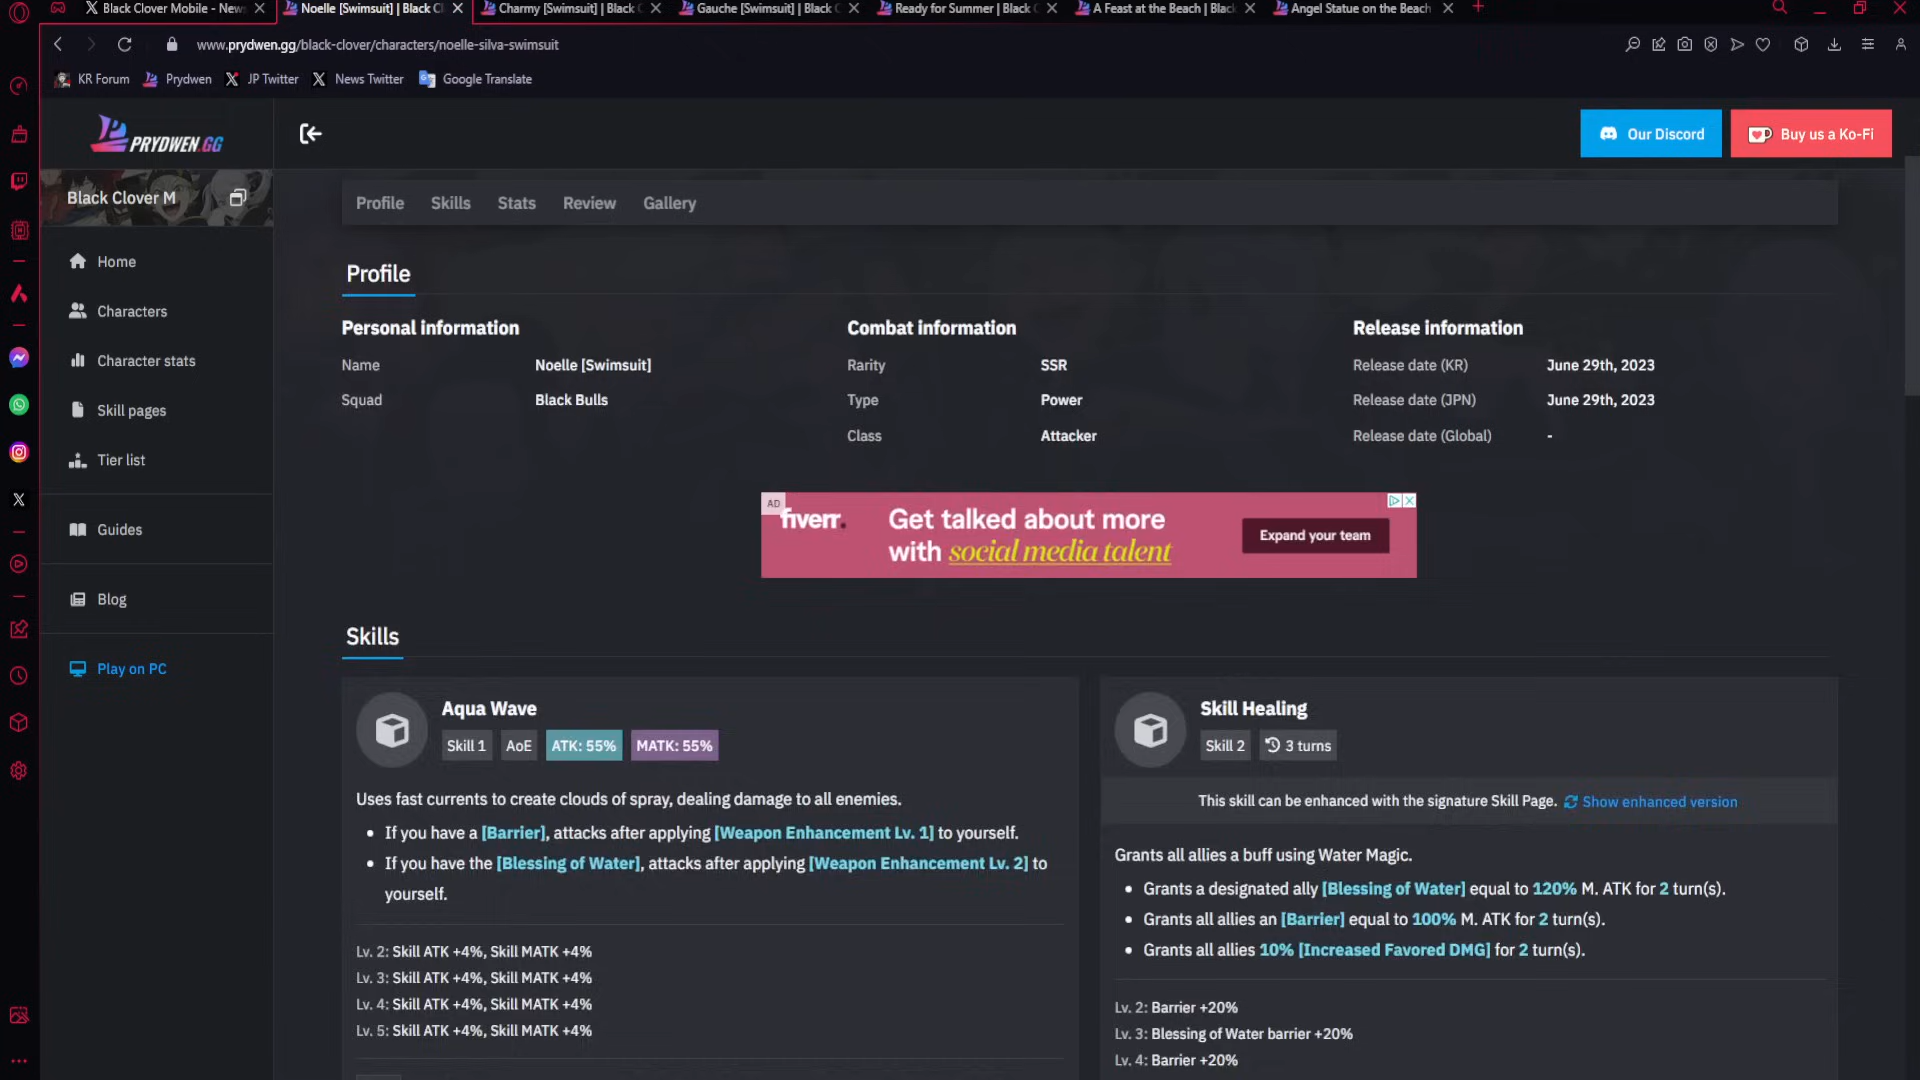 Black Clover Mobile - New
Noelle [Swimsuit] | Black Cl
Charmy [Swimsuit] | Black
Gauche [Swimsuit] | Black
Ready for Summer | Black
A Feast at the Beach | Black
Angel Statue on the Beach
www.prydwen.gg/black-clover/characters/noelle-silva-swimsuit
KR Forum
Prydwen
JP Twitter
News Twitter
Google Translate
PRYDWEN.GG
Our Discord
Buy us a Ko-Fi
Black Clover M
Home
Characters
Character stats
Skill pages
Tier list
Guides
Blog
Play on PC
Profile Skills Stats Review Gallery
Profile
Personal information
Name Noelle [Swimsuit]
Squad Black Bulls
Combat information
Rarity SSR
Type Power
Class Attacker
Release information
Release date (KR) June 29th, 2023
Release date (JPN) June 29th, 2023
Release date (Global) -
AD
fiverr.
Get talked about more
with social media talent
Expand your team
Skills
Aqua Wave
Skill 1 AoE ATK: 55% MATK: 55%
Uses fast currents to create clouds of spray, dealing damage to all enemies.
• If you have a [Barrier], attacks after applying [Weapon Enhancement Lv. 1] to yourself.
• If you have the [Blessing of Water], attacks after applying [Weapon Enhancement Lv. 2] to
yourself.
Lv. 2: Skill ATK +4%, Skill MATK +4%
Lv. 3: Skill ATK +4%, Skill MATK +4%
Lv. 4: Skill ATK +4%, Skill MATK +4%
Lv. 5: Skill ATK +4%, Skill MATK +4%
Skill Healing
Skill 2 3 turns
This skill can be enhanced with the signature Skill Page. Show enhanced version
Grants all allies a buff using Water Magic.
• Grants a designated ally [Blessing of Water] equal to 120% M. ATK for 2 turn(s).
• Grants all allies an [Barrier] equal to 100% M. ATK for 2 turn(s).
• Grants all allies 10% [Increased Favored DMG] for 2 turn(s).
Lv. 2: Barrier +20%
Lv. 3: Blessing of Water barrier +20%
Lv. 4: Barrier +20%